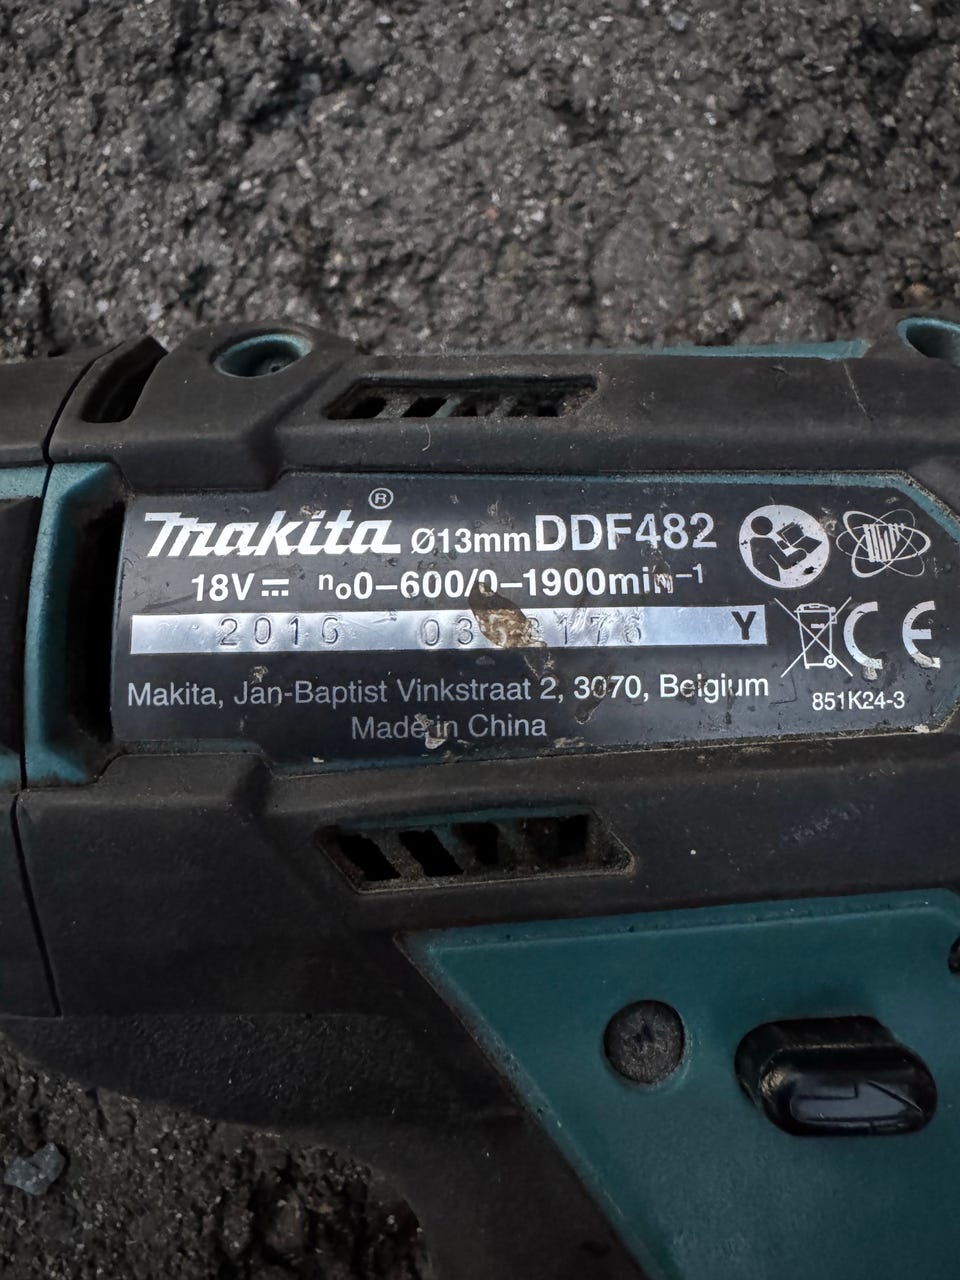 Makita® Ø13mm DDF482
18V⎓ no0–600/0–1900min-1
2016 Y
Makita, Jan-Baptist Vinkstraat 2, 3070, Belgium
851K24-3
Made in China
CE